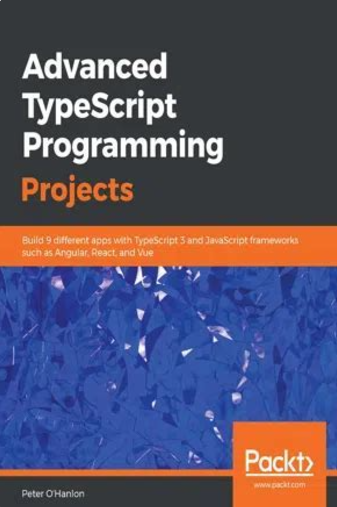 Advanced
TypeScript
Programming
Projects
Build 9 different apps with TypeScript 3 and JavaScript frameworks
such as Angular, React, and Vue
Packt>
www.packt.com
Peter O'Hanlon